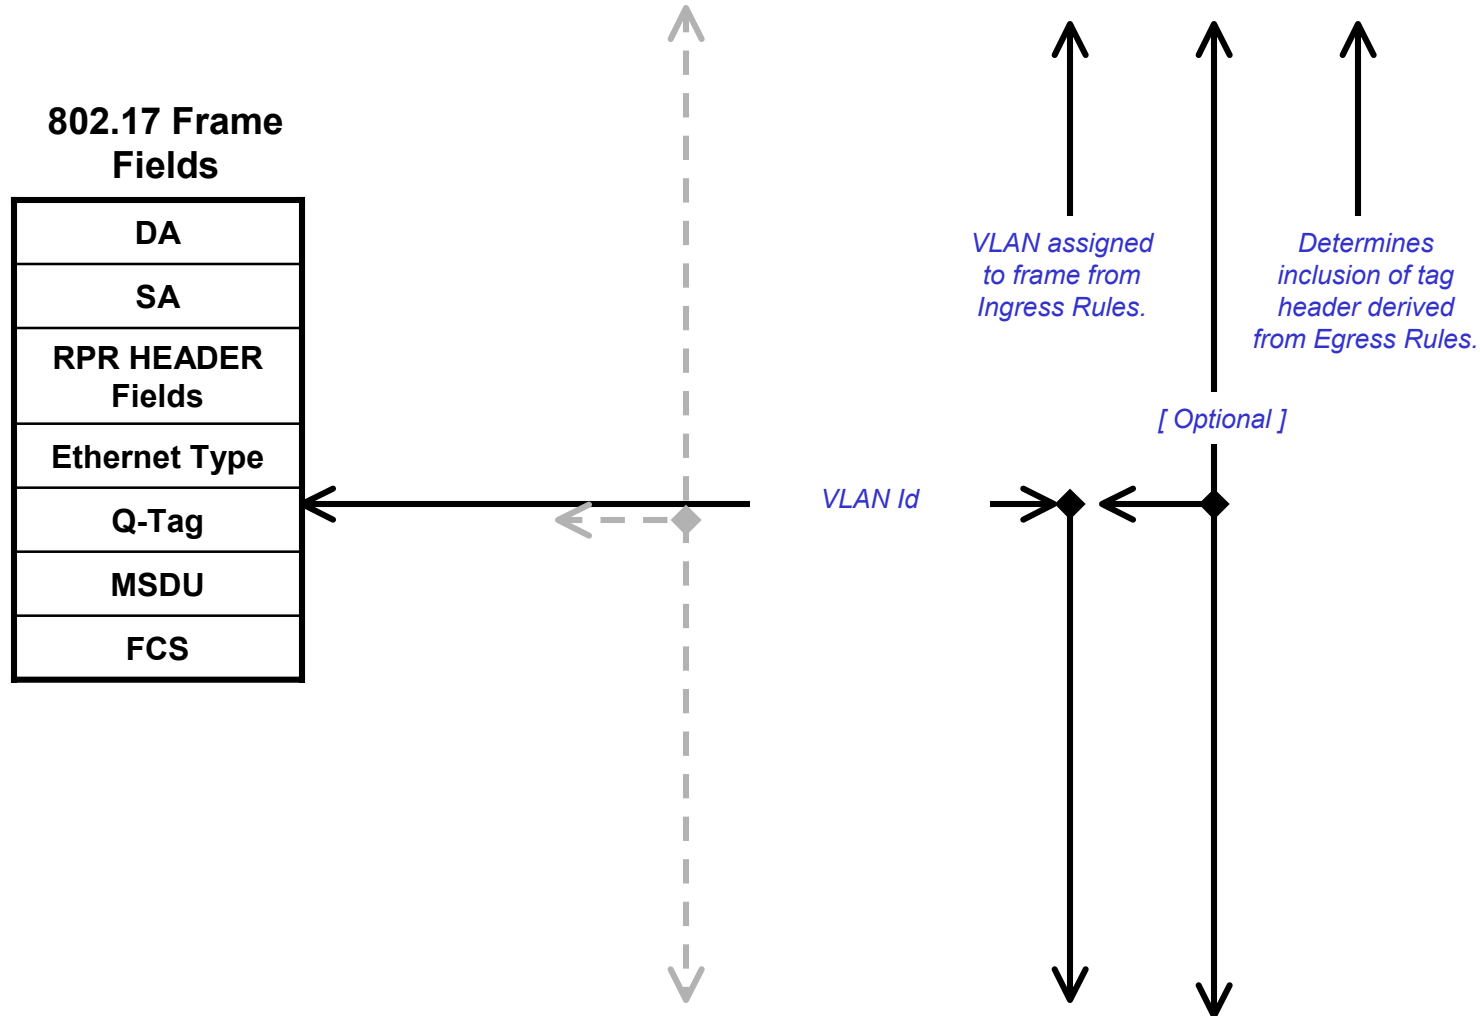 802.17 Frame
Fields
DA
SA
RPR HEADER
Fields
Ethernet Type
Q-Tag
MSDU
FCS
VLAN Id
VLAN assigned
to frame from
Ingress Rules.
[ Optional ]
Determines
inclusion of tag
header derived
from Egress Rules.